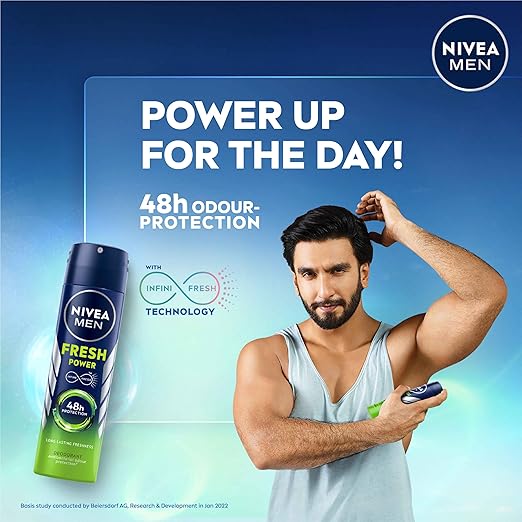 NIVEA
MEN
POWER UP
FOR THE DAY!
48h ODOUR-
PROTECTION
WITH
INFINI FRESH
TECHNOLOGY
NIVEA
MEN
FRESH
POWER
48h
PROTECTION
LONG LASTING FRESHNESS
DEODORANT
Basis study conducted by Beiersdorf AG, Research & Development in Jan 2022